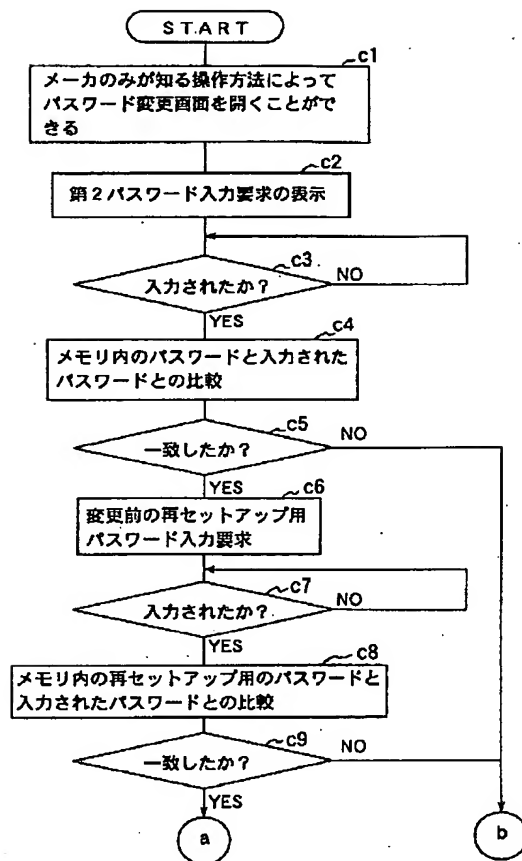 START
c1
メーカのみが知る操作方法によって
パスワード変更画面を開くことがで
きる
c2
第2パスワード入力要求の表示
c3
入力されたか?
NO
YES
c4
メモリ内のパスワードと入力された
パスワードとの比較
c5
一致したか?
NO
YES
c6
変更前の再セットアップ用
パスワード入力要求
c7
入力されたか?
NO
YES
c8
メモリ内の再セットアップ用のパスワードと
入力されたパスワードとの比較
c9
一致したか?
NO
YES
a
b